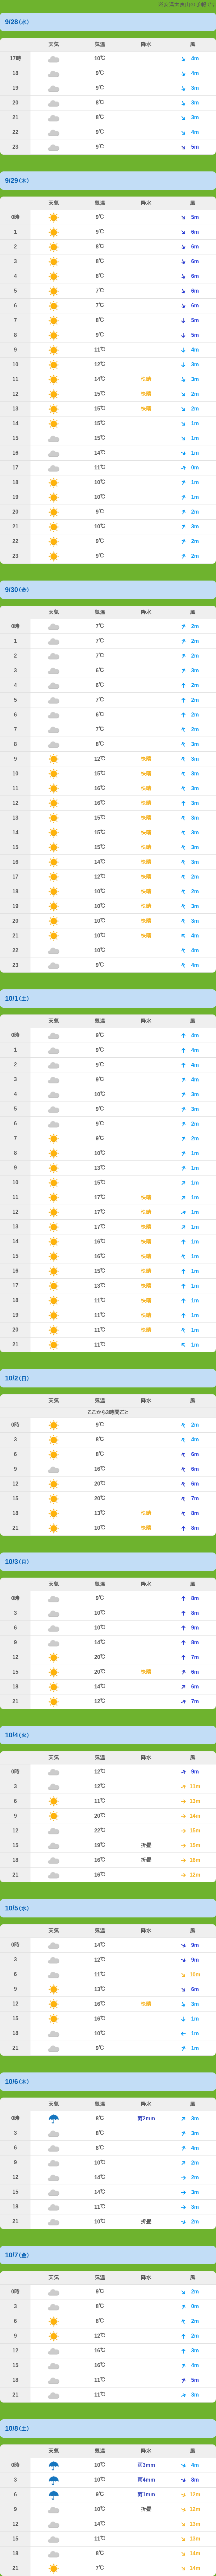 ※安達太良山の予報です
9/28(水)
天気 気温 降水 風
17時 10℃ 4m
18 9℃ 4m
19 9℃ 3m
20 8℃ 3m
21 8℃ 3m
22 9℃ 4m
23 9℃ 5m
9/29(木)
天気 気温 降水 風
0時 9℃ 5m
1 9℃ 6m
2 8℃ 6m
3 8℃ 6m
4 8℃ 6m
5 7℃ 6m
6 7℃ 6m
7 8℃ 5m
8 9℃ 5m
9 11℃ 4m
10 12℃ 3m
11 14℃ 快晴 3m
12 15℃ 快晴 2m
13 15℃ 快晴 2m
14 15℃ 1m
15 15℃ 1m
16 14℃ 1m
17 11℃ 0m
18 10℃ 1m
19 10℃ 1m
20 9℃ 2m
21 10℃ 3m
22 9℃ 2m
23 9℃ 2m
9/30(金)
天気 気温 降水 風
0時 7℃ 2m
1 7℃ 2m
2 7℃ 2m
3 6℃ 3m
4 6℃ 2m
5 7℃ 2m
6 6℃ 2m
7 7℃ 2m
8 8℃ 3m
9 12℃ 快晴 3m
10 15℃ 快晴 3m
11 16℃ 快晴 3m
12 16℃ 快晴 3m
13 15℃ 快晴 3m
14 15℃ 快晴 3m
15 15℃ 快晴 3m
16 14℃ 快晴 3m
17 12℃ 快晴 2m
18 10℃ 快晴 2m
19 10℃ 快晴 3m
20 10℃ 快晴 3m
21 10℃ 快晴 4m
22 10℃ 4m
23 9℃ 4m
10/1(土)
天気 気温 降水 風
0時 9℃ 4m
1 9℃ 4m
2 9℃ 4m
3 9℃ 4m
4 10℃ 3m
5 9℃ 3m
6 9℃ 2m
7 9℃ 2m
8 10℃ 1m
9 13℃ 1m
10 15℃ 1m
11 17℃ 快晴 1m
12 17℃ 快晴 1m
13 17℃ 快晴 1m
14 16℃ 快晴 1m
15 16℃ 快晴 1m
16 15℃ 快晴 1m
17 13℃ 快晴 1m
18 11℃ 快晴 1m
19 11℃ 快晴 1m
20 11℃ 快晴 1m
21 11℃ 快晴 1m
10/2(日)
天気 気温 降水 風
ここから3時間ごと
0時 9℃ 2m
3 8℃ 4m
6 8℃ 6m
9 16℃ 6m
12 20℃ 6m
15 20℃ 7m
18 13℃ 快晴 8m
21 10℃ 快晴 8m
10/3(月)
天気 気温 降水 風
0時 9℃ 8m
3 10℃ 8m
6 10℃ 9m
9 14℃ 8m
12 20℃ 7m
15 20℃ 快晴 6m
18 14℃ 6m
21 12℃ 7m
10/4(火)
天気 気温 降水 風
0時 12℃ 9m
3 12℃ 11m
6 11℃ 13m
9 20℃ 14m
12 22℃ 15m
15 19℃ 折畳 15m
18 16℃ 折畳 16m
21 16℃ 12m
10/5(水)
天気 気温 降水 風
0時 14℃ 9m
3 12℃ 9m
6 11℃ 10m
9 13℃ 6m
12 16℃ 快晴 3m
15 16℃ 1m
18 10℃ 1m
21 9℃ 1m
10/6(木)
天気 気温 降水 風
0時 8℃ 雨2mm 3m
3 8℃ 3m
6 8℃ 4m
9 10℃ 2m
12 14℃ 2m
15 14℃ 3m
18 11℃ 3m
21 10℃ 折畳 2m
10/7(金)
天気 気温 降水 風
0時 9℃ 2m
3 8℃ 0m
6 8℃ 2m
9 12℃ 2m
12 16℃ 3m
15 16℃ 4m
18 11℃ 5m
21 11℃ 3m
10/8(土)
天気 気温 降水 風
0時 10℃ 雨3mm 4m
3 10℃ 雨4mm 8m
6 9℃ 雨1mm 12m
9 10℃ 折畳 12m
12 14℃ 13m
15 11℃ 13m
18 8℃ 14m
21 7℃ 14m